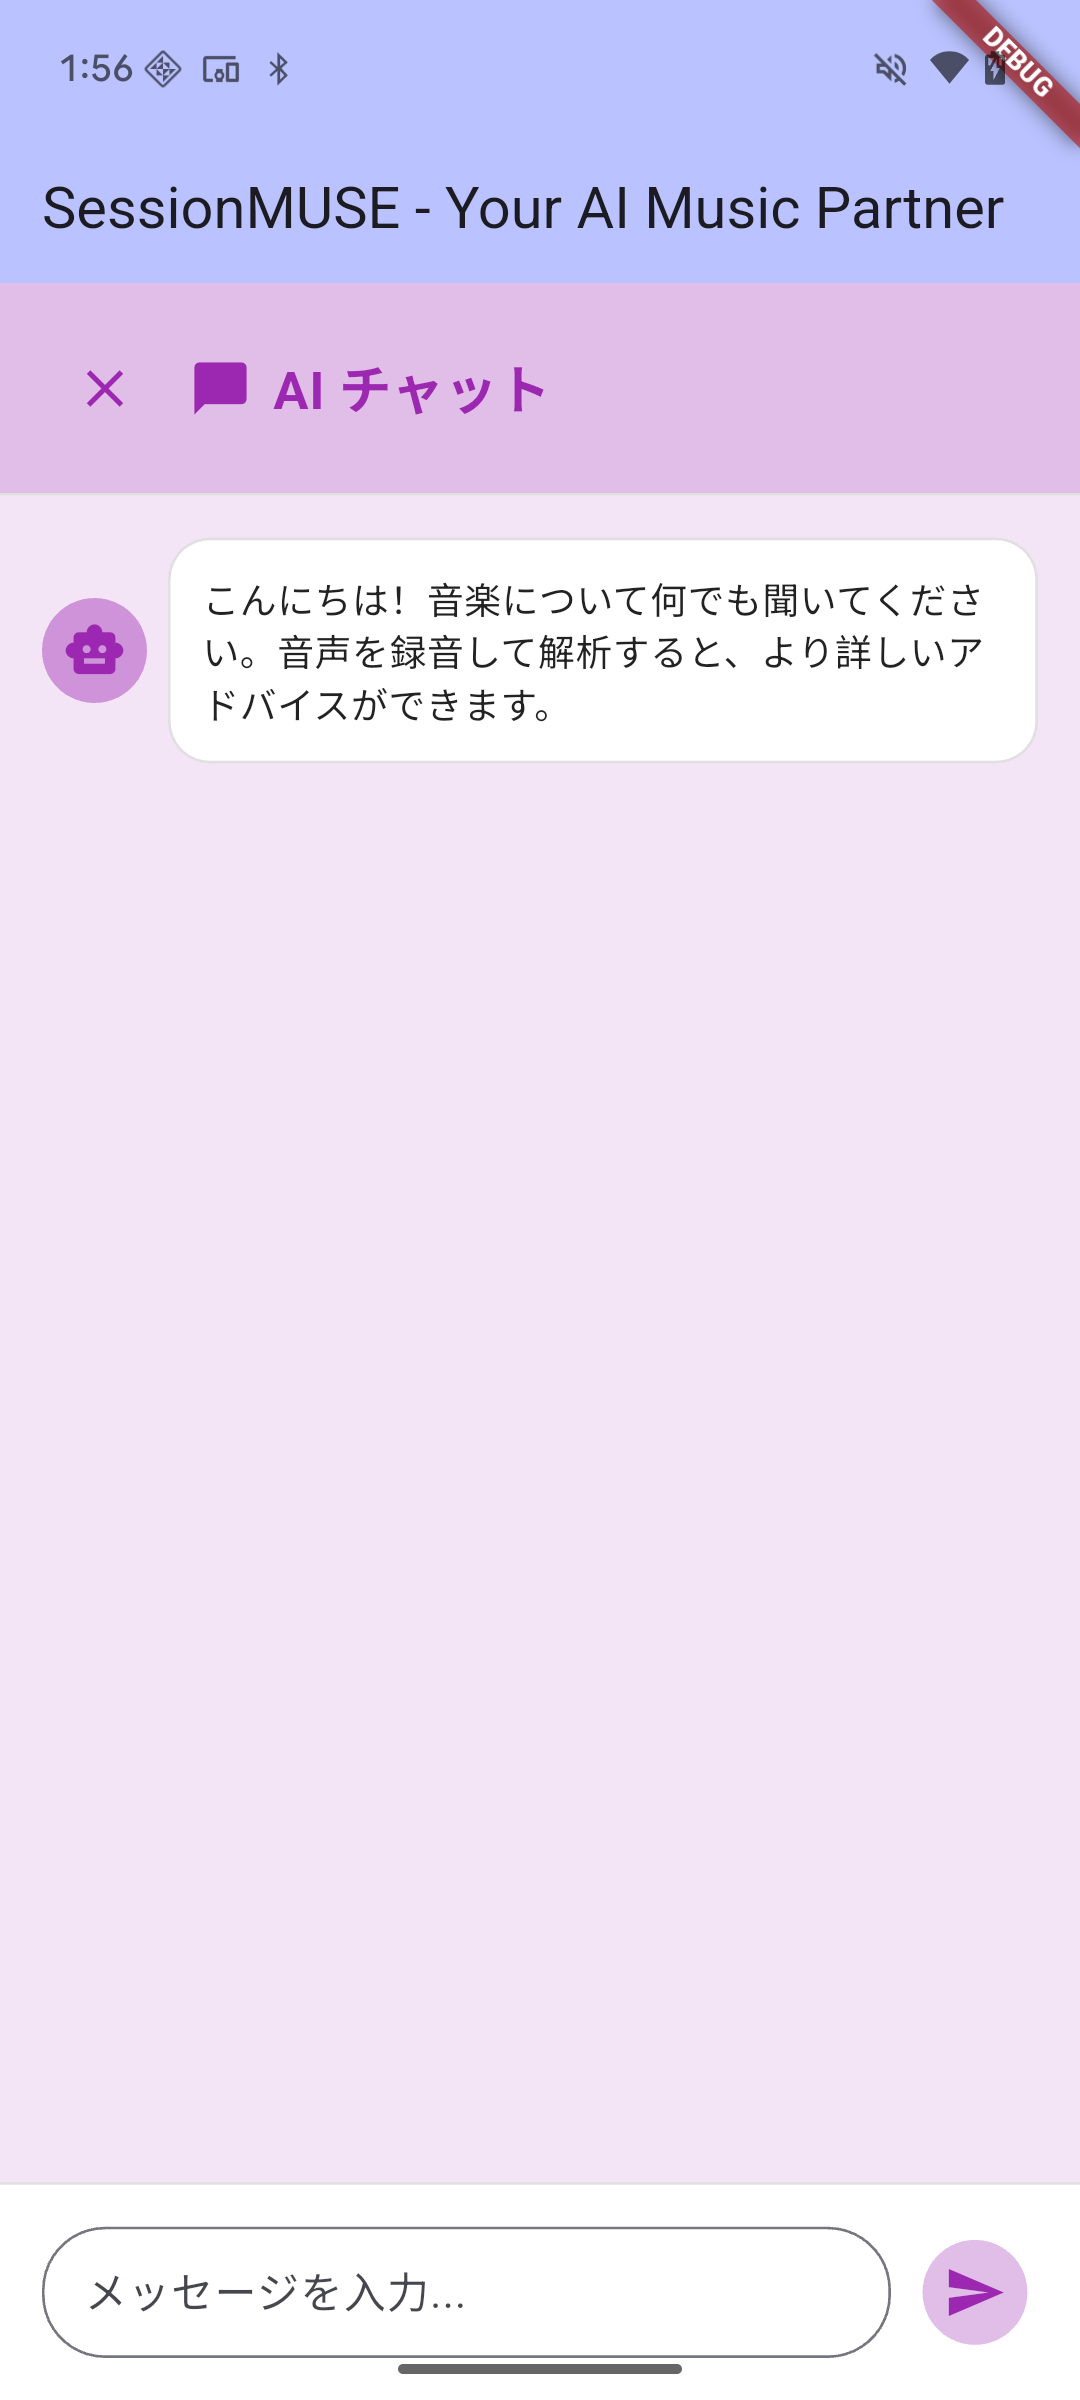 1:56
DEBUG
SessionMUSE - Your AI Music Partner
AI チャット
こんにちは！音楽について何でも聞いてくださ
い。音声を録音して解析すると、より詳しいア
ドバイスができます。
メッセージを入力...